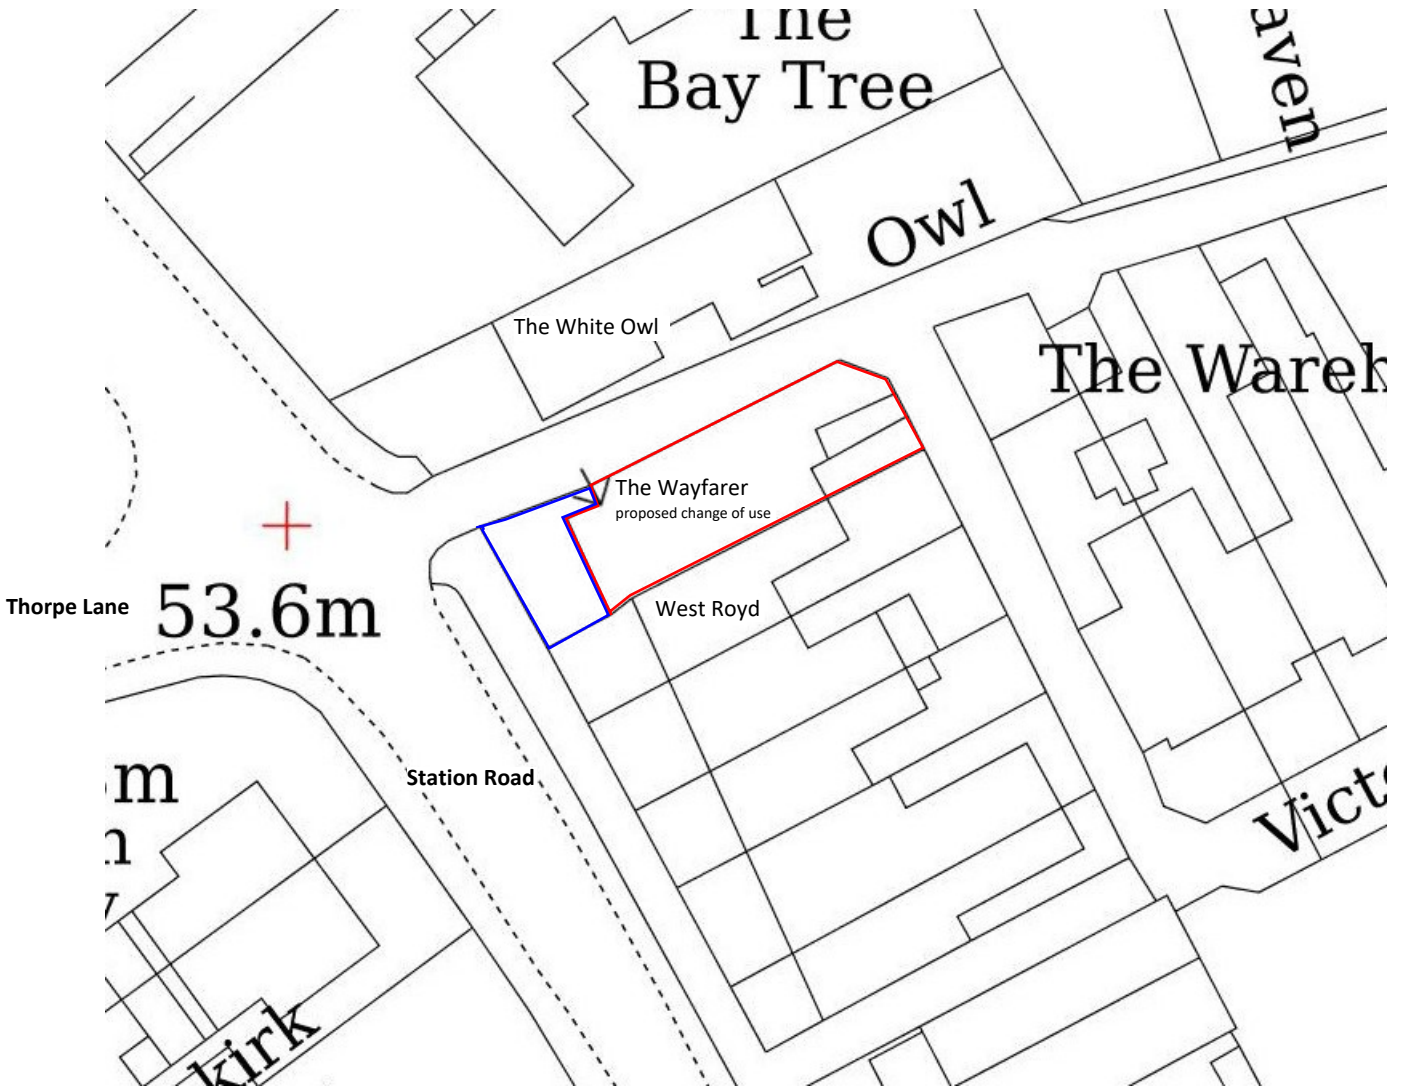 The
Bay Tree
aven
Owl
The White Owl
The Wareh
The Wayfarer
proposed change of use
Thorpe Lane
53.6m
West Royd
Station Road
m
n
y
Victo
kirk